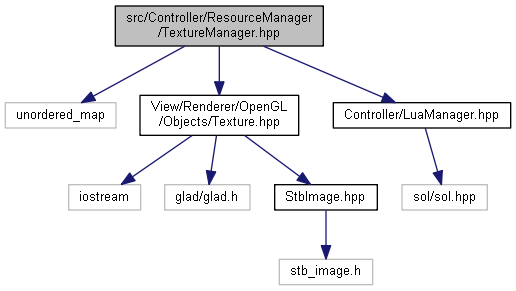 src/Controller/ResourceManager
/TextureManager.hpp
unordered_map
View/Renderer/OpenGL
/Objects/Texture.hpp
Controller/LuaManager.hpp
iostream
glad/glad.h
StbImage.hpp
sol/sol.hpp
stb_image.h